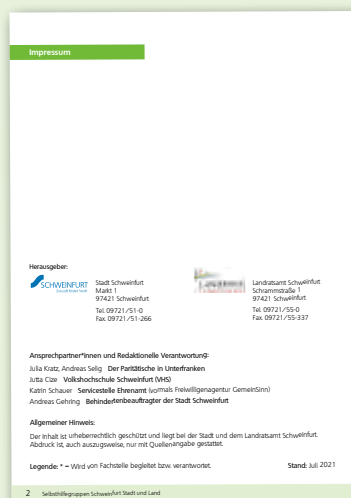 Impressum
Herausgeber:
SCHWEINFURT
Stadt Schweinfurt
Markt 1
97421 Schweinfurt
Tel. 09721/51-0
Fax. 09721/51-266
Landratsamt Schweinfurt
Schrammstraße 1
97421 Schweinfurt
Tel. 09721/55-0
Fax. 09721/55-337
Ansprechpartner*innen und Redaktionelle Verantwortung:
Julia Kratz, Andreas Selig Der Paritätische in Unterfranken
Jutta Cize Volkshochschule Schweinfurt (VHS)
Katrin Schauer Servicestelle Ehrenamt (vormals Freiwilligenagentur GemeinSinn)
Andreas Gehring Behindertenbeauftragter der Stadt Schweinfurt
Allgemeiner Hinweis:
Der Inhalt ist urheberrechtlich geschützt und liegt bei der Stadt und dem Landratsamt Schweinfurt.
Abdruck ist, auch auszugsweise, nur mit Quellenangabe gestattet.
Legende: * = Wird von Fachstelle begleitet bzw. verantwortet. Stand: Juli 2021
2 Selbsthilfegruppen Schweinfurt Stadt und Land